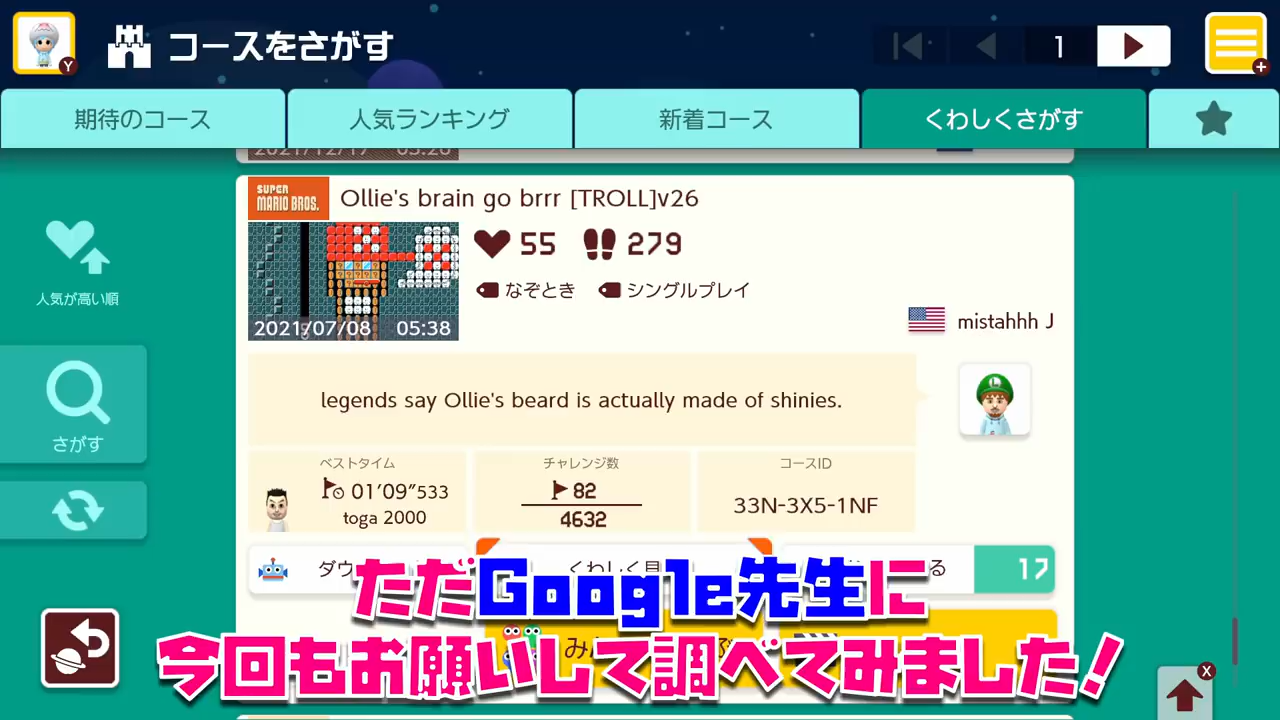 Y
コースをさがす
1
+
期待のコース
人気ランキング
新着コース
くわしくさがす
2021/12/17 05:26
SUPER
MARIO BROS.
Ollie's brain go brrr [TROLL]v26
55 279
なぞとき シングルプレイ
2021/07/08 05:38
mistahhh J
人気が高い順
さがす
legends say Ollie's beard is actually made of shinies.
ベストタイム
01'09"533
toga 2000
チャレンジ数
82
4632
コースID
33N-3X5-1NF
17
ただGoogle先生に
今回もお願いして調べてみました!
X